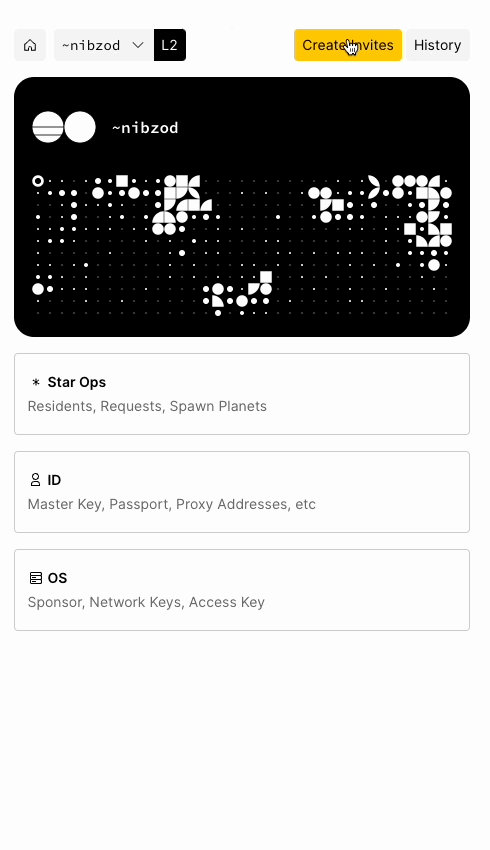 ~nibzod L2 Create Invites History
~nibzod
Star Ops
Residents, Requests, Spawn Planets
ID
Master Key, Passport, Proxy Addresses, etc
OS
Sponsor, Network Keys, Access Key